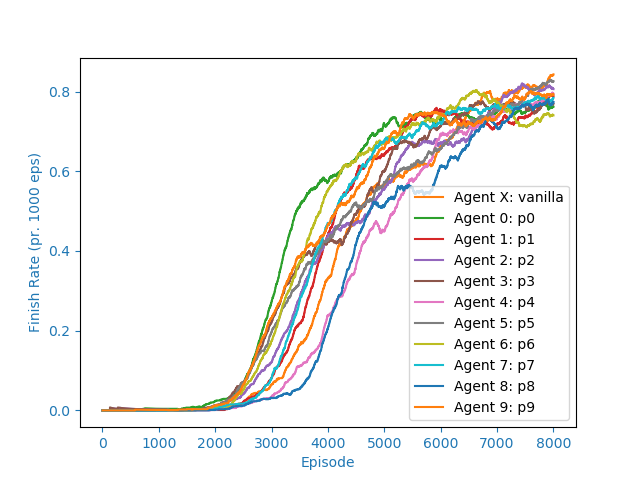 Finish Rate (pr. 1000 eps)
0.8
0.6
0.4
0.2
0.0
0 1000 2000 3000 4000 5000 6000 7000 8000
Episode
Agent X: vanilla
Agent 0: p0
Agent 1: p1
Agent 2: p2
Agent 3: p3
Agent 4: p4
Agent 5: p5
Agent 6: p6
Agent 7: p7
Agent 8: p8
Agent 9: p9